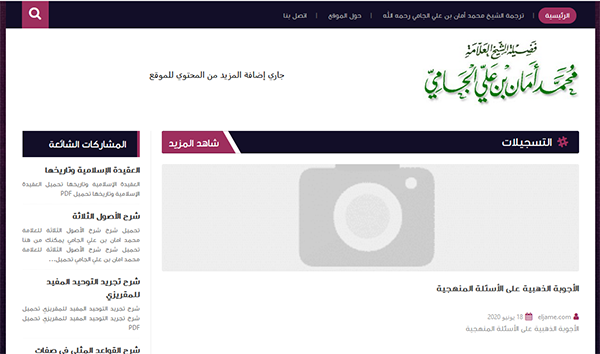 الرئيسية
ترجمة الشيخ محمد أمان بن علي الجامي رحمه الله
حول الموقع
اتصل بنا
فضيلة الشيخ العلامة
محمد أمان بن علي الجامي
جاري إضافة المزيد من المحتوي للموقع
التسجيلات
شاهد المزيد
الأجوبة الذهبية على الأسئلة المنهجية
eljame.com
18 يونيو 2020
الأجوبة الذهبية على الأسئلة المنهجية
المشاركات الشائعة
العقيدة الإسلامية وتاريخها
العقيدة الإسلامية وتاريخها تحميل العقيدة
الإسلامية وتاريخها تحميل PDF
شرح الأصول الثلاثة
تحميل شرح شرح الأصول الثلاثة للعلامة
محمد امان بن علي الجامي يمكنك من هنا
تحميل شرح شرح الأصول الثلاثة للعلامة
محمد امان بن علي الجامي تحميل...
شرح تجريد التوحيد المفيد
للمقريزي
شرح تجريد التوحيد المفيد للمقريزي تحميل
شرح تجريد التوحيد المفيد للمقريزي تحميل
PDF
شرح القواعد المثلى في صفات